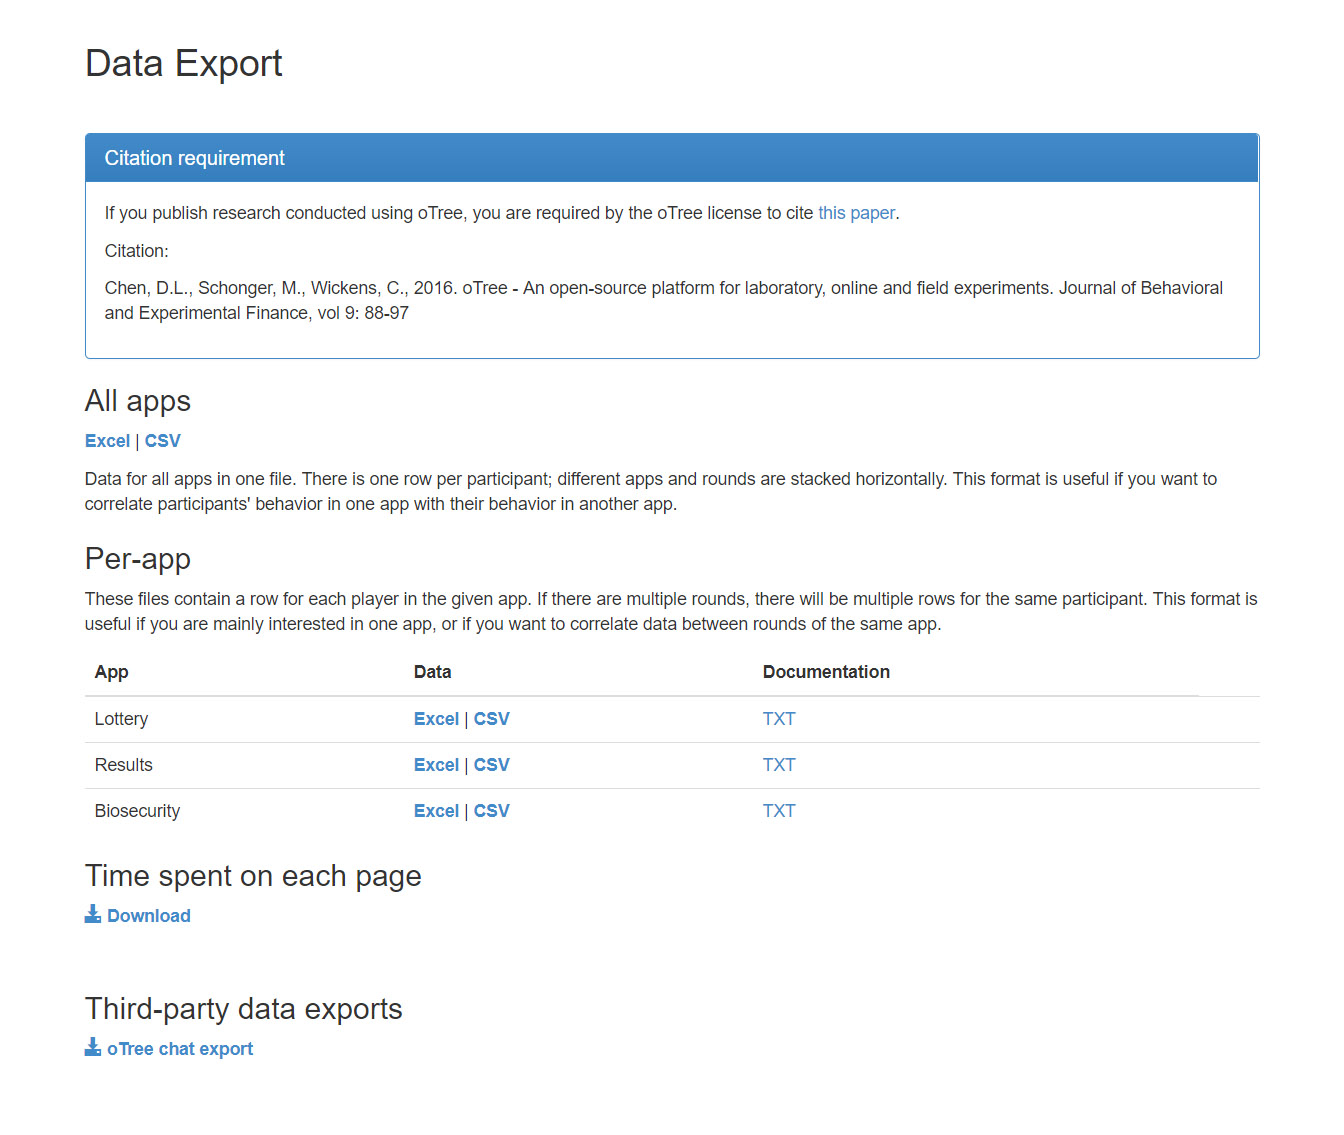 Data Export
Citation requirement
If you publish research conducted using oTree, you are required by the oTree license to cite this paper.
Citation:
Chen, D.L., Schonger, M., Wickens, C., 2016. oTree - An open-source platform for laboratory, online and field experiments. Journal of Behavioral
and Experimental Finance, vol 9: 88-97
All apps
Excel | CSV
Data for all apps in one file. There is one row per participant; different apps and rounds are stacked horizontally. This format is useful if you want to
correlate participants' behavior in one app with their behavior in another app.
Per-app
These files contain a row for each player in the given app. If there are multiple rounds, there will be multiple rows for the same participant. This format is
useful if you are mainly interested in one app, or if you want to correlate data between rounds of the same app.
App Data Documentation
Lottery Excel | CSV TXT
Results Excel | CSV TXT
Biosecurity Excel | CSV TXT
Time spent on each page
Download
Third-party data exports
oTree chat export